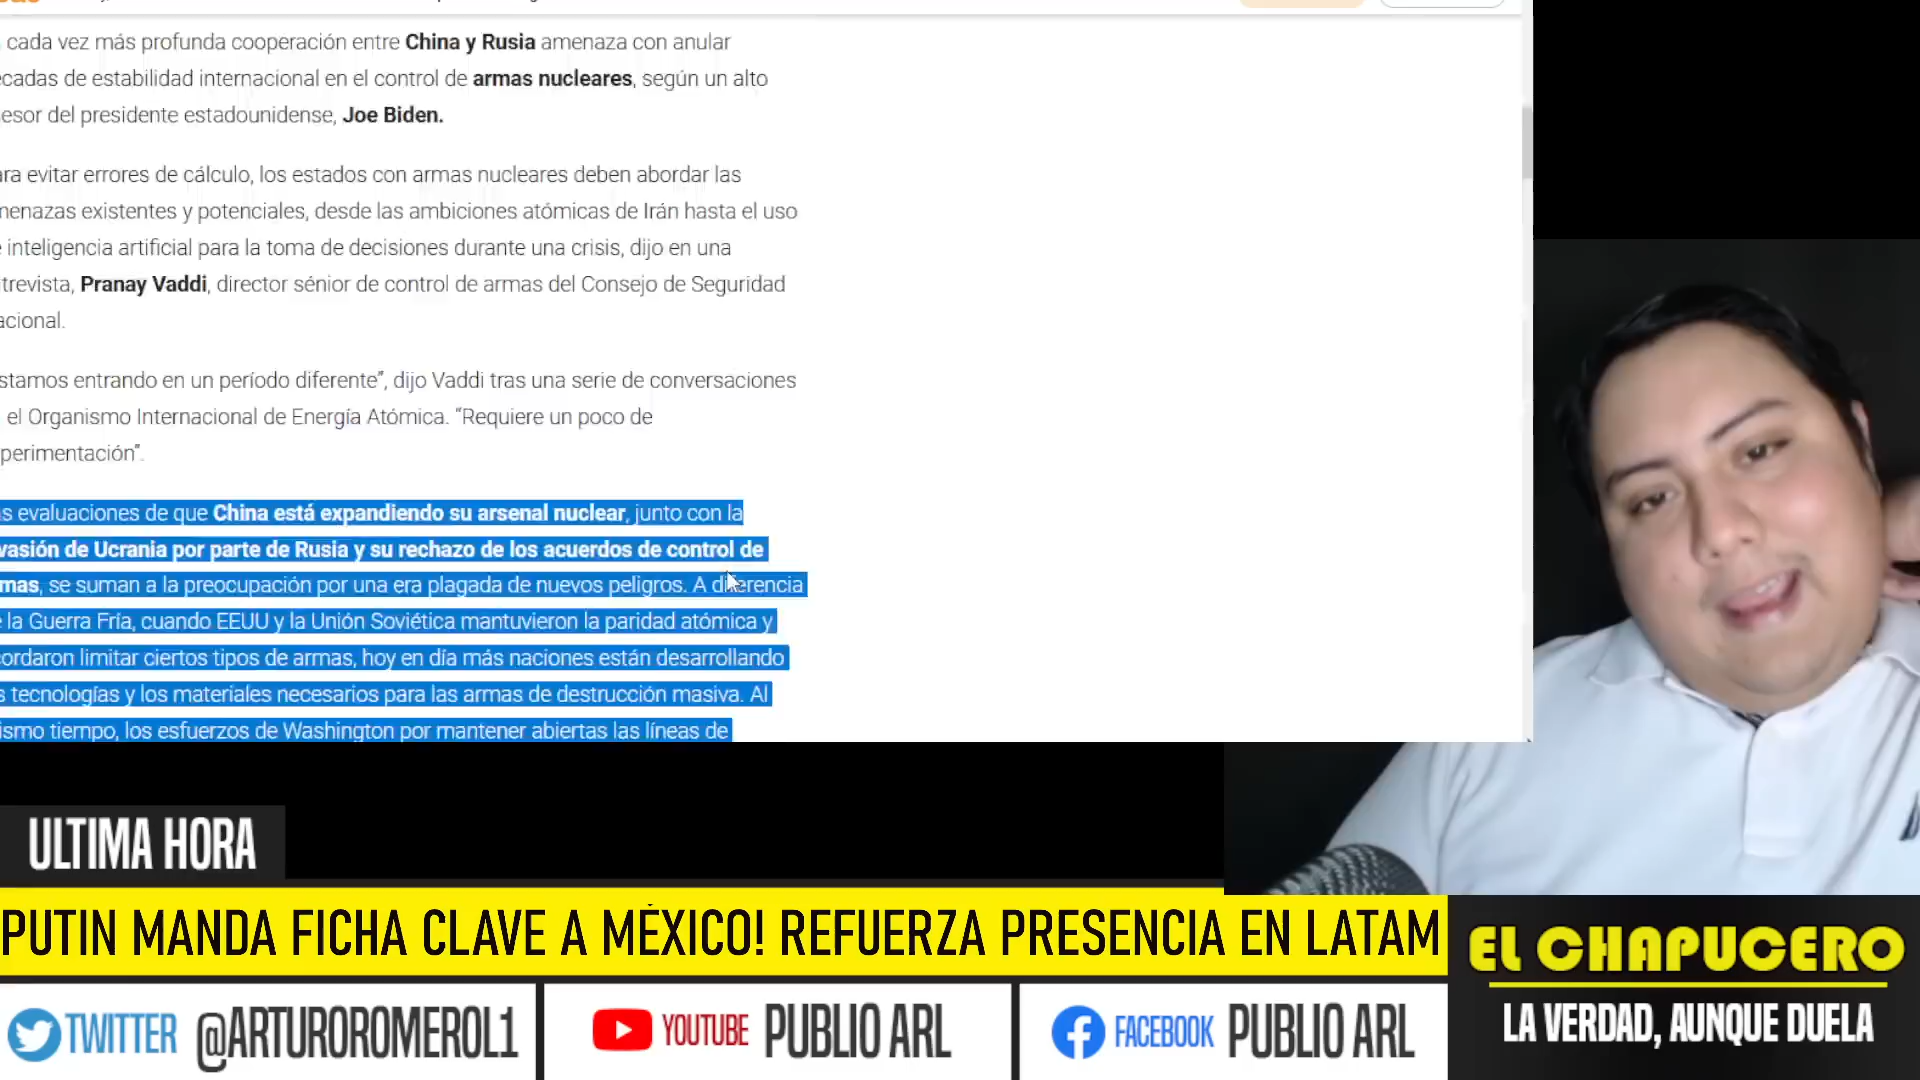 cada vez más profunda cooperación entre China y Rusia amenaza con anular
cadas de estabilidad internacional en el control de armas nucleares, según un alto
esor del presidente estadounidense, Joe Biden.
ra evitar errores de cálculo, los estados con armas nucleares deben abordar las
menazas existentes y potenciales, desde las ambiciones atómicas de Irán hasta el uso
inteligencia artificial para la toma de decisiones durante una crisis, dijo en una
trevista, Pranay Vaddi, director sénior de control de armas del Consejo de Seguridad
acional.
stamos entrando en un período diferente”, dijo Vaddi tras una serie de conversaciones
el Organismo Internacional de Energía Atómica. “Requiere un poco de
perimentación”.
s evaluaciones de que China está expandiendo su arsenal nuclear, junto con la
vasión de Ucrania por parte de Rusia y su rechazo de los acuerdos de control de
mas, se suman a la preocupación por una era plagada de nuevos peligros. A diferencia
la Guerra Fría, cuando EEUU y la Unión Soviética mantuvieron la paridad atómica y
ordaron limitar ciertos tipos de armas, hoy en día más naciones están desarrollando
s tecnologías y los materiales necesarios para las armas de destrucción masiva. Al
ismo tiempo, los esfuerzos de Washington por mantener abiertas las líneas de
ULTIMA HORA
PUTIN MANDA FICHA CLAVE A MÉXICO! REFUERZA PRESENCIA EN LATAM
EL CHAPUCERO
LA VERDAD, AUNQUE DUELA
TWITTER @ARTUROROMEROL1
YOUTUBE PUBLIO ARL
FACEBOOK PUBLIO ARL